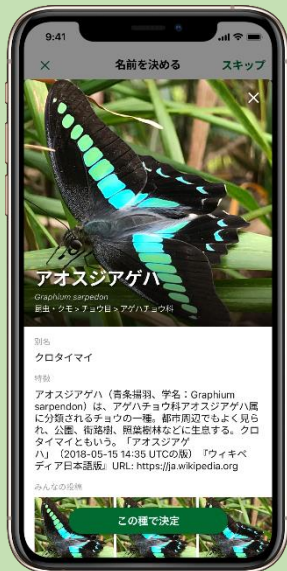 9:41
× 名前を決める スキップ
×
アオスジアゲハ
Graphium sarpedon
昆虫・クモ > チョウ目 > アゲハチョウ科
別名
クロタイマイ
特徴
アオスジアゲハ（青条揚羽、学名：Graphium
sarpendon）は、アゲハチョウ科アオスジアゲハ属
に分類されるチョウの一種。都市周辺でもよく見ら
れ、公園、街路樹、照葉樹林などに生息する。クロ
タイマイともいう。「アオスジアゲ
ハ」（2018-05-15 14:35 UTCの版）『ウィキペ
ディア日本語版』URL: https://ja.wikipedia.org
みんなの投稿
この種で決定